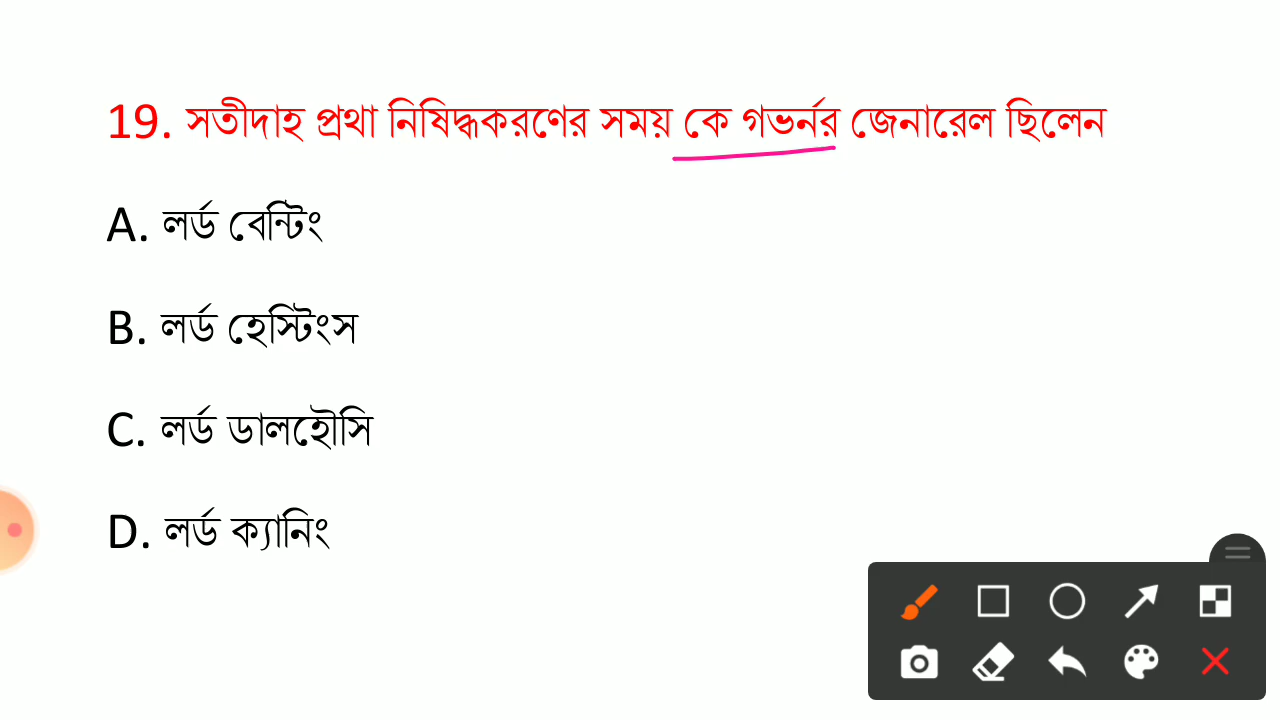 19. সতীদাহ প্রথা নিষিদ্ধকরণের সময় কে গভর্নর জেনারেল ছিলেন
A. লর্ড বেন্টিং
B. লর্ড হেস্টিংস
C. লর্ড ডালহৌসি
D. লর্ড ক্যানিং